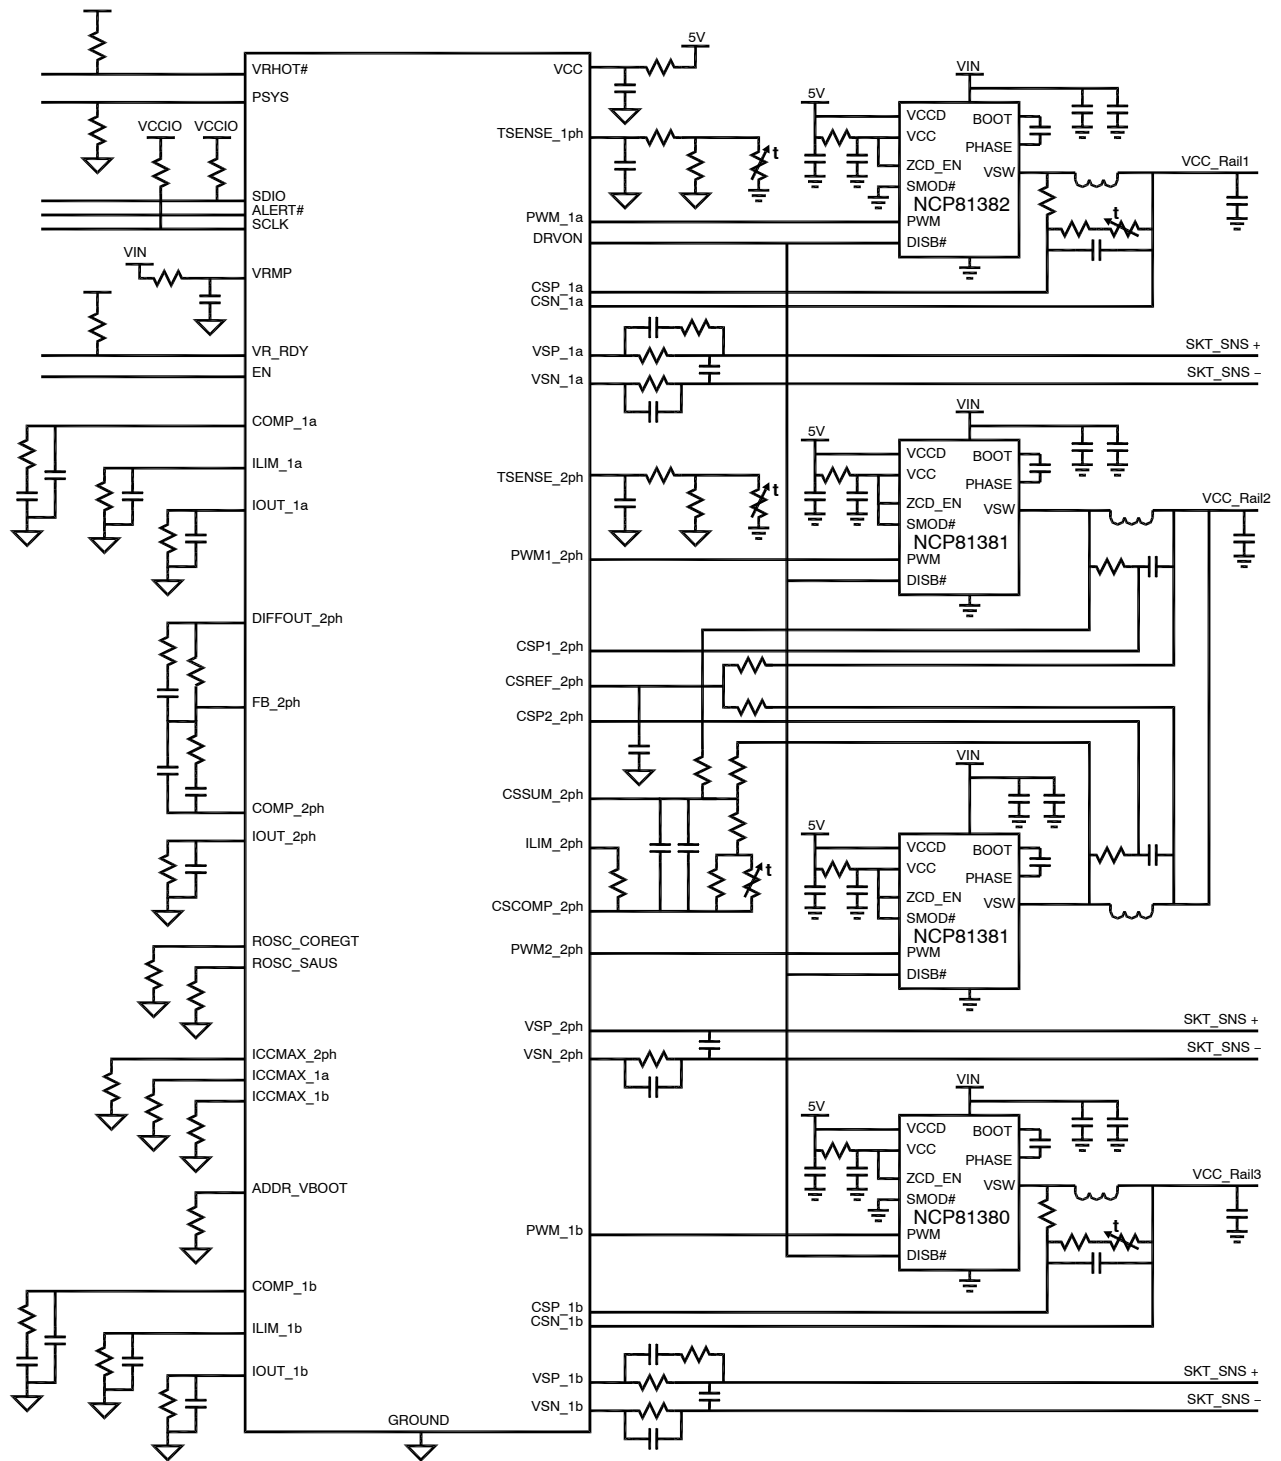 5V
VRHOT#
VCC
PSYS
VCCIO
VCCIO
TSENSE_1ph
t
SDIO
ALERT#
SCLK
PWM_1a
DRVON
VIN
VRMP
CSP_1a
CSN_1a
VR_RDY
EN
VSP_1a
VSN_1a
SKT_SNS +
SKT_SNS –
VIN
5V
VCCD
BOOT
VCC
PHASE
ZCD_EN
VSW
SMOD#
NCP81382
PWM
DISB#
VCC_Rail1
t
COMP_1a
ILIM_1a
IOUT_1a
TSENSE_2ph
t
PWM1_2ph
VIN
5V
VCCD
BOOT
VCC
PHASE
ZCD_EN
VSW
SMOD#
NCP81381
PWM
DISB#
VCC_Rail2
DIFFOUT_2ph
FB_2ph
COMP_2ph
IOUT_2ph
CSP1_2ph
CSREF_2ph
CSP2_2ph
CSSUM_2ph
ILIM_2ph
t
CSCOMP_2ph
VIN
5V
VCCD
BOOT
VCC
PHASE
ZCD_EN
VSW
SMOD#
NCP81381
PWM
DISB#
ROSC_COREGT
ROSC_SAUS
PWM2_2ph
VSP_2ph
VSN_2ph
SKT_SNS +
SKT_SNS –
ICCMAX_2ph
ICCMAX_1a
ICCMAX_1b
ADDR_VBOOT
PWM_1b
VIN
5V
VCCD
BOOT
VCC
PHASE
ZCD_EN
VSW
SMOD#
NCP81380
PWM
DISB#
VCC_Rail3
t
COMP_1b
ILIM_1b
IOUT_1b
CSP_1b
CSN_1b
VSP_1b
VSN_1b
SKT_SNS +
SKT_SNS –
GROUND